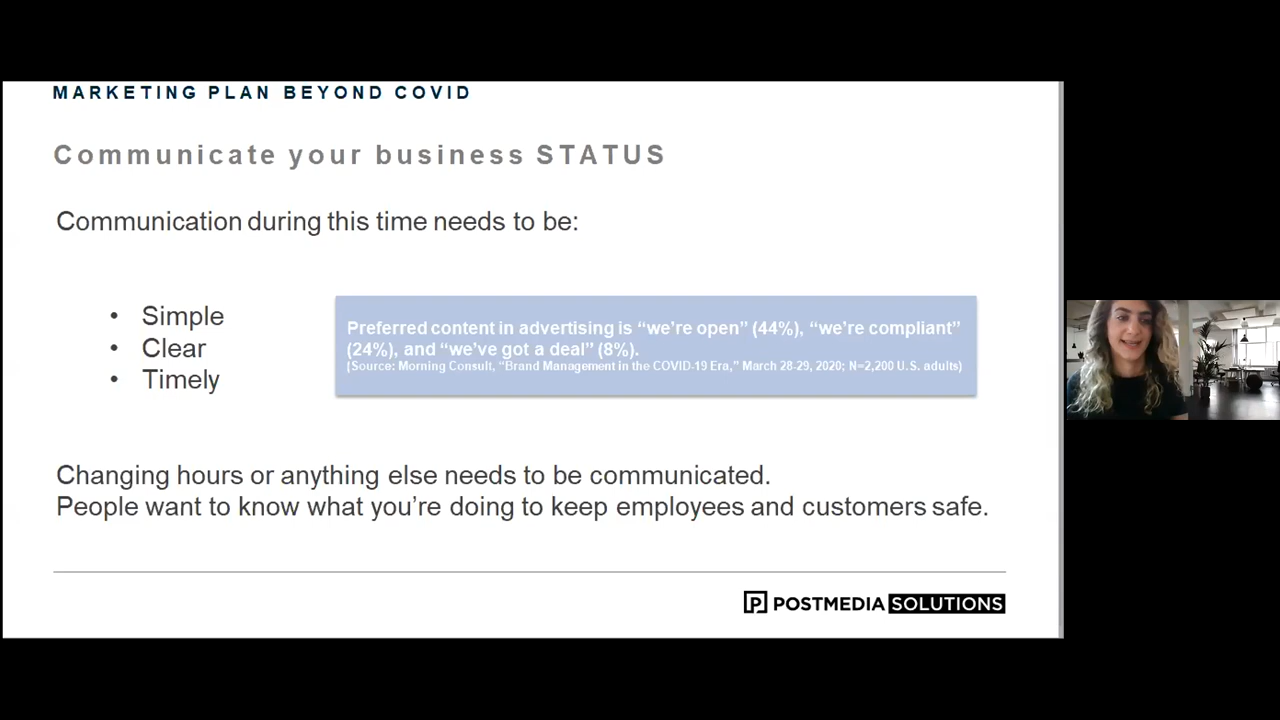 MARKETING PLAN BEYOND COVID
Communicate your business STATUS
Communication during this time needs to be:
• Simple
• Clear
• Timely
Preferred content in advertising is “we’re open” (44%), “we’re compliant”
(24%), and “we’ve got a deal” (8%).
(Source: Morning Consult, “Brand Management in the COVID-19 Era,” March 28-29, 2020; N=2,200 U.S. adults)
Changing hours or anything else needs to be communicated.
People want to know what you’re doing to keep employees and customers safe.
P POSTMEDIA SOLUTIONS